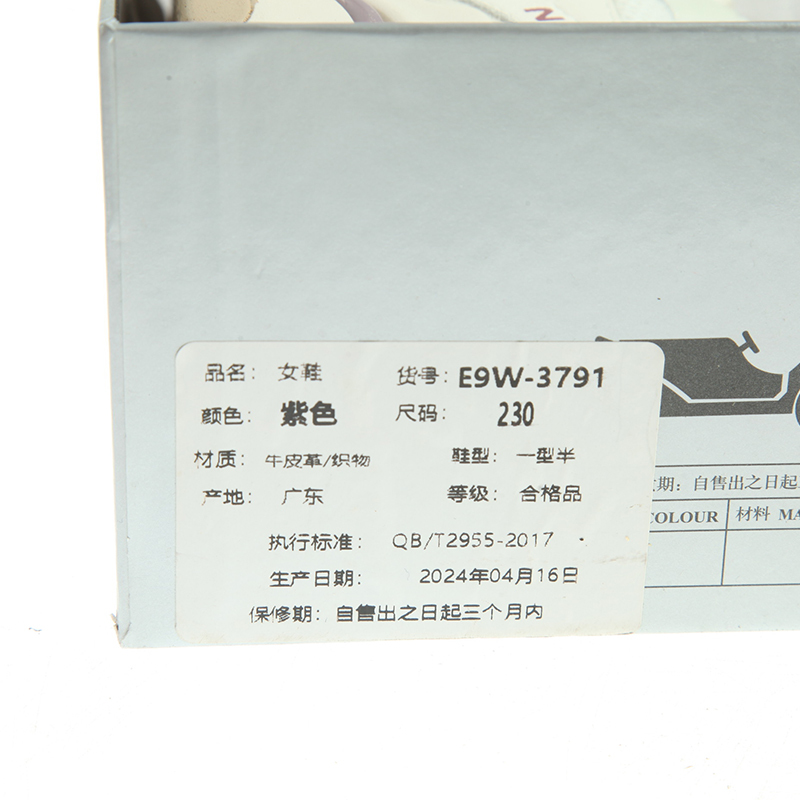 品名: 女鞋 货号: E9W-3791
颜色: 紫色 尺码: 230
材质: 牛皮革/织物 鞋型: 一型半
产地: 广东 等级: 合格品
执行标准: QB/T2955-2017
生产日期: 2024年04月16日
保修期: 自售出之日起三个月内
期: 自售出之日起
COLOUR 材料 MA